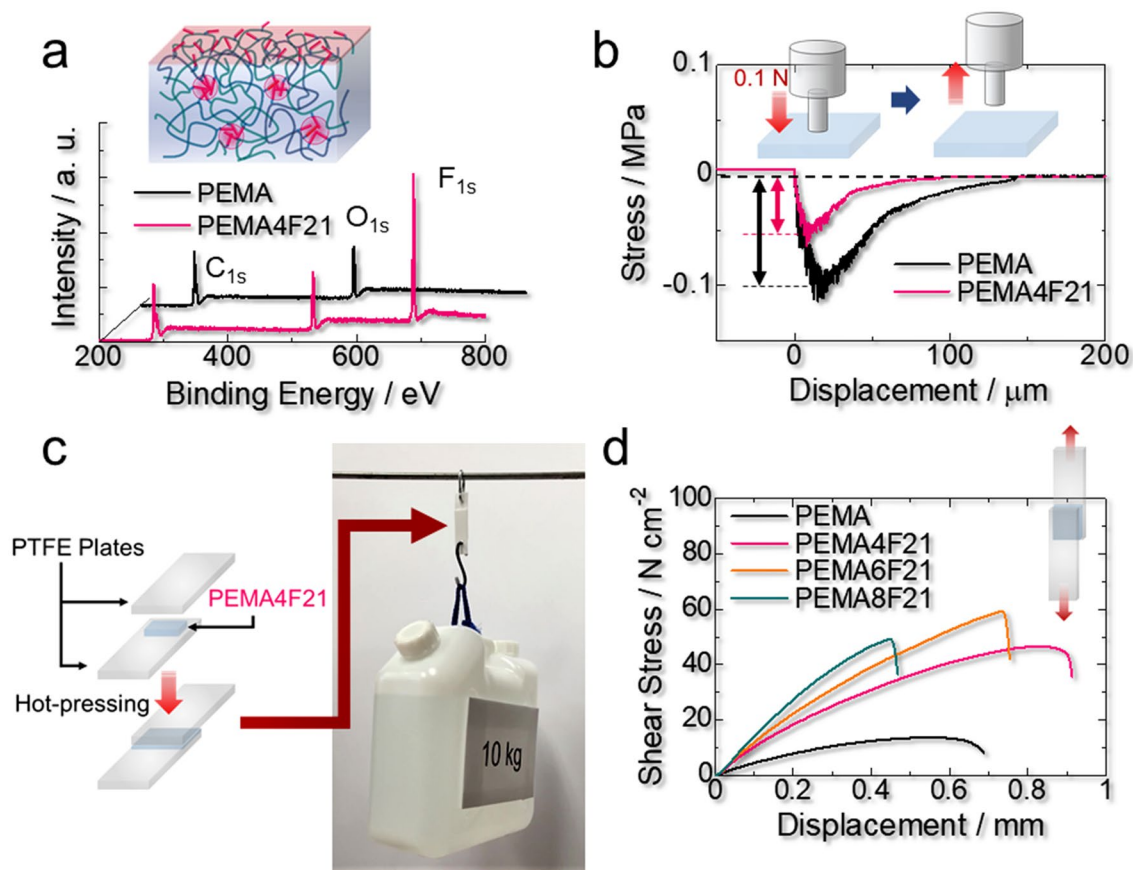 a
PEMA
PEMA4F21
C1s
O1s
F1s
Intensity / a. u.
200
400
600
800
Binding Energy / eV
b
0.1 N
0.1
0
-0.1
Stress / MPa
PEMA
PEMA4F21
0
100
200
Displacement / μm
c
PTFE Plates
PEMA4F21
Hot-pressing
10 kg
d
100
80
60
40
20
0
Shear Stress / N cm-2
PEMA
PEMA4F21
PEMA6F21
PEMA8F21
0
0.2
0.4
0.6
0.8
1
Displacement / mm